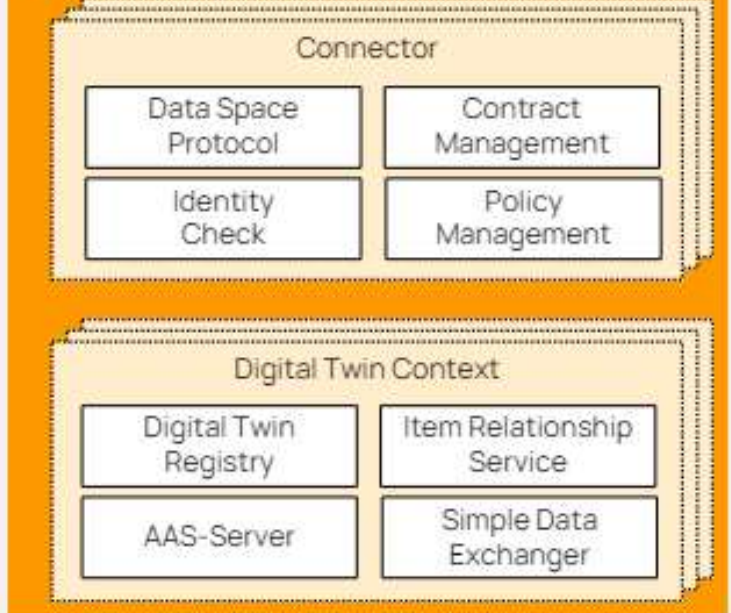 Connector
Data Space
Protocol
Contract
Management
Identity
Check
Policy
Management
Digital Twin Context
Digital Twin
Registry
Item Relationship
Service
AAS-Server
Simple Data
Exchanger